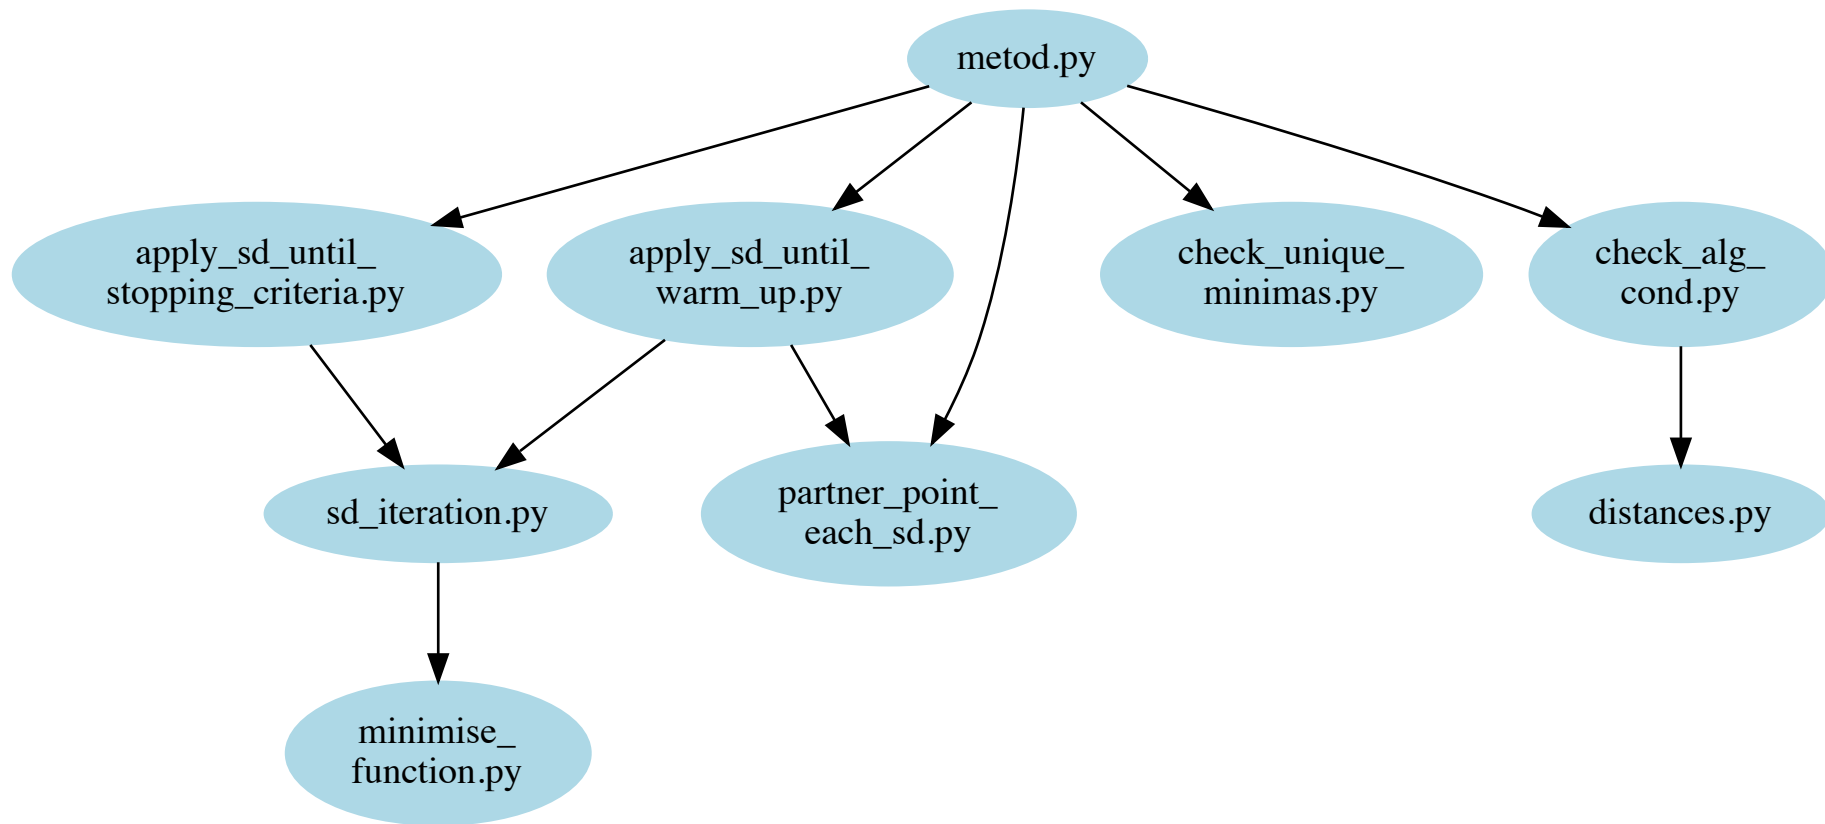 metod.py
apply_sd_until_
stopping_criteria.py
apply_sd_until_
warm_up.py
check_unique_
minimas.py
check_alg_
cond.py
sd_iteration.py
partner_point_
each_sd.py
distances.py
minimise_
function.py